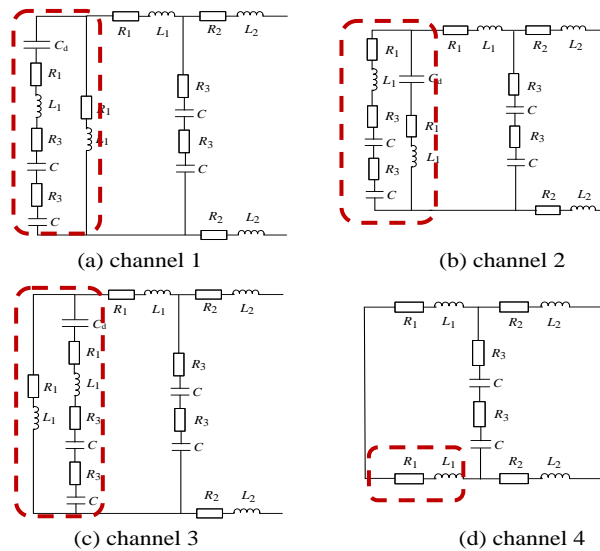 R1 L1 R2 L2
Cd
R1
L1
R3
C
R3
C
R1
L1
R3
C
R3
C
R2 L2
(a) channel 1
R1 L1 R2 L2
R1
L1
R3
C
R3
C
Cd
R1
L1
R3
C
R3
C
R2 L2
(b) channel 2
R1 L1 R2 L2
R1
L1
Cd
R1
L1
R3
C
R3
C
R3
C
R3
C
R2 L2
(c) channel 3
R1 L1 R2 L2
R3
C
R3
C
R1 L1 R2 L2
(d) channel 4